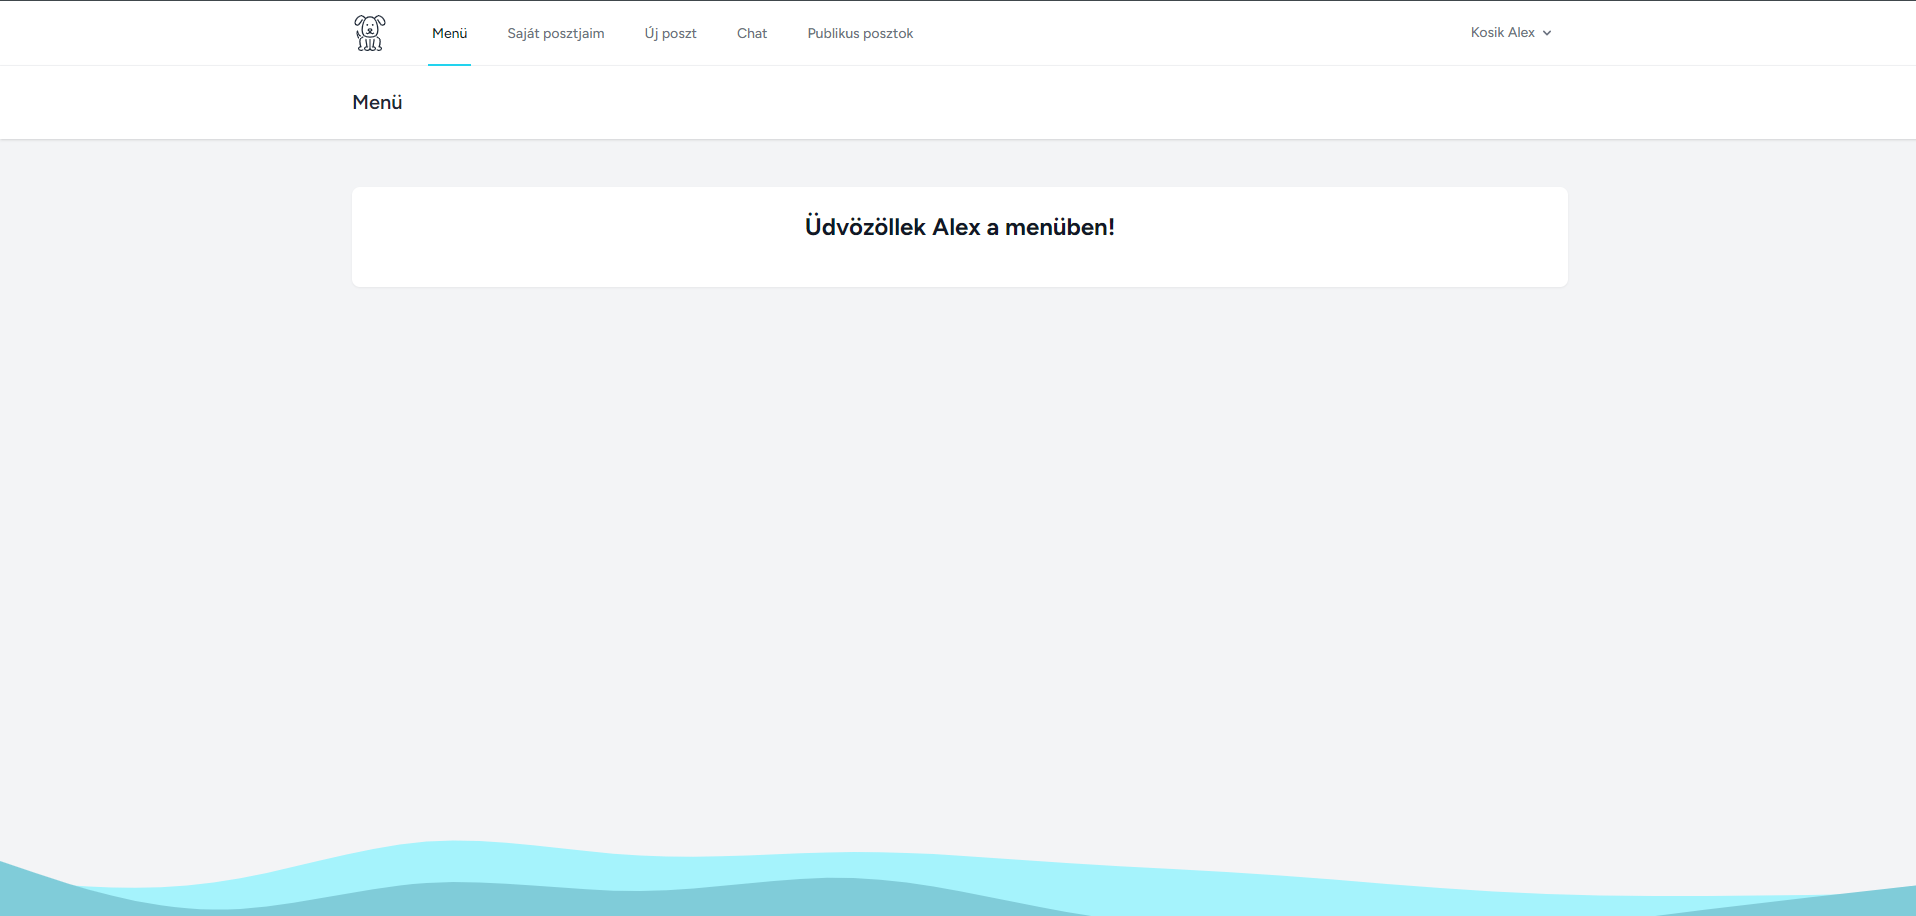 Menü Saját posztjaim Új poszt Chat Publikus posztok Kosik Alex
Menü
Üdvözöllek Alex a menüben!